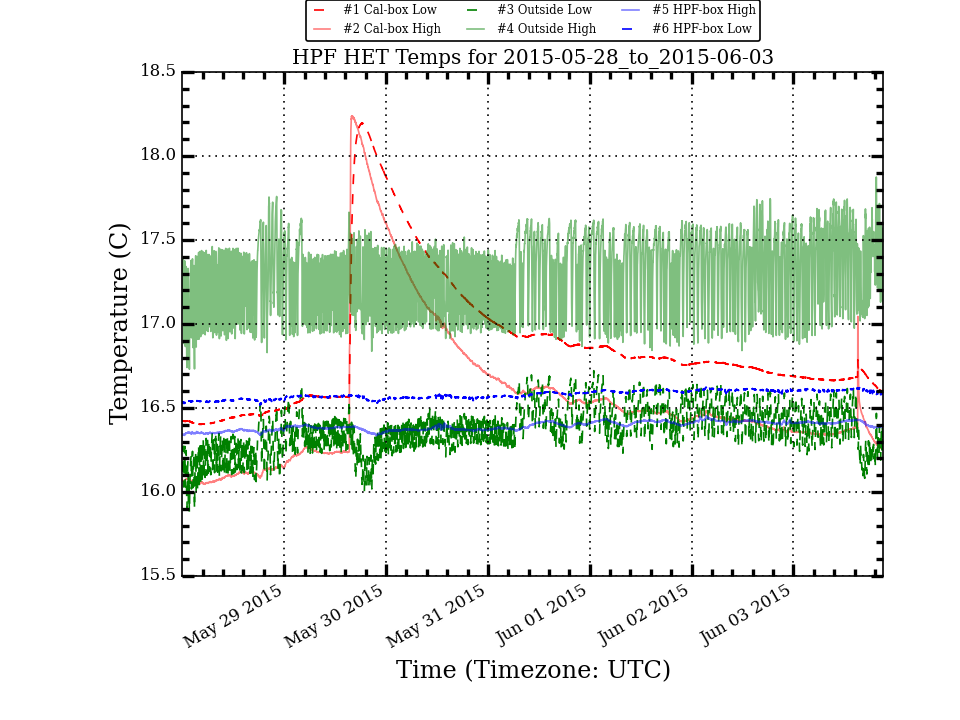 #1 Cal-box Low #3 Outside Low #5 HPF-box High
#2 Cal-box High #4 Outside High #6 HPF-box Low
HPF HET Temps for 2015-05-28_to_2015-06-03
18.5
18.0
17.5
17.0
16.5
16.0
15.5
Temperature (C)
May 29 2015
May 30 2015
May 31 2015
Jun 01 2015
Jun 02 2015
Jun 03 2015
Time (Timezone: UTC)